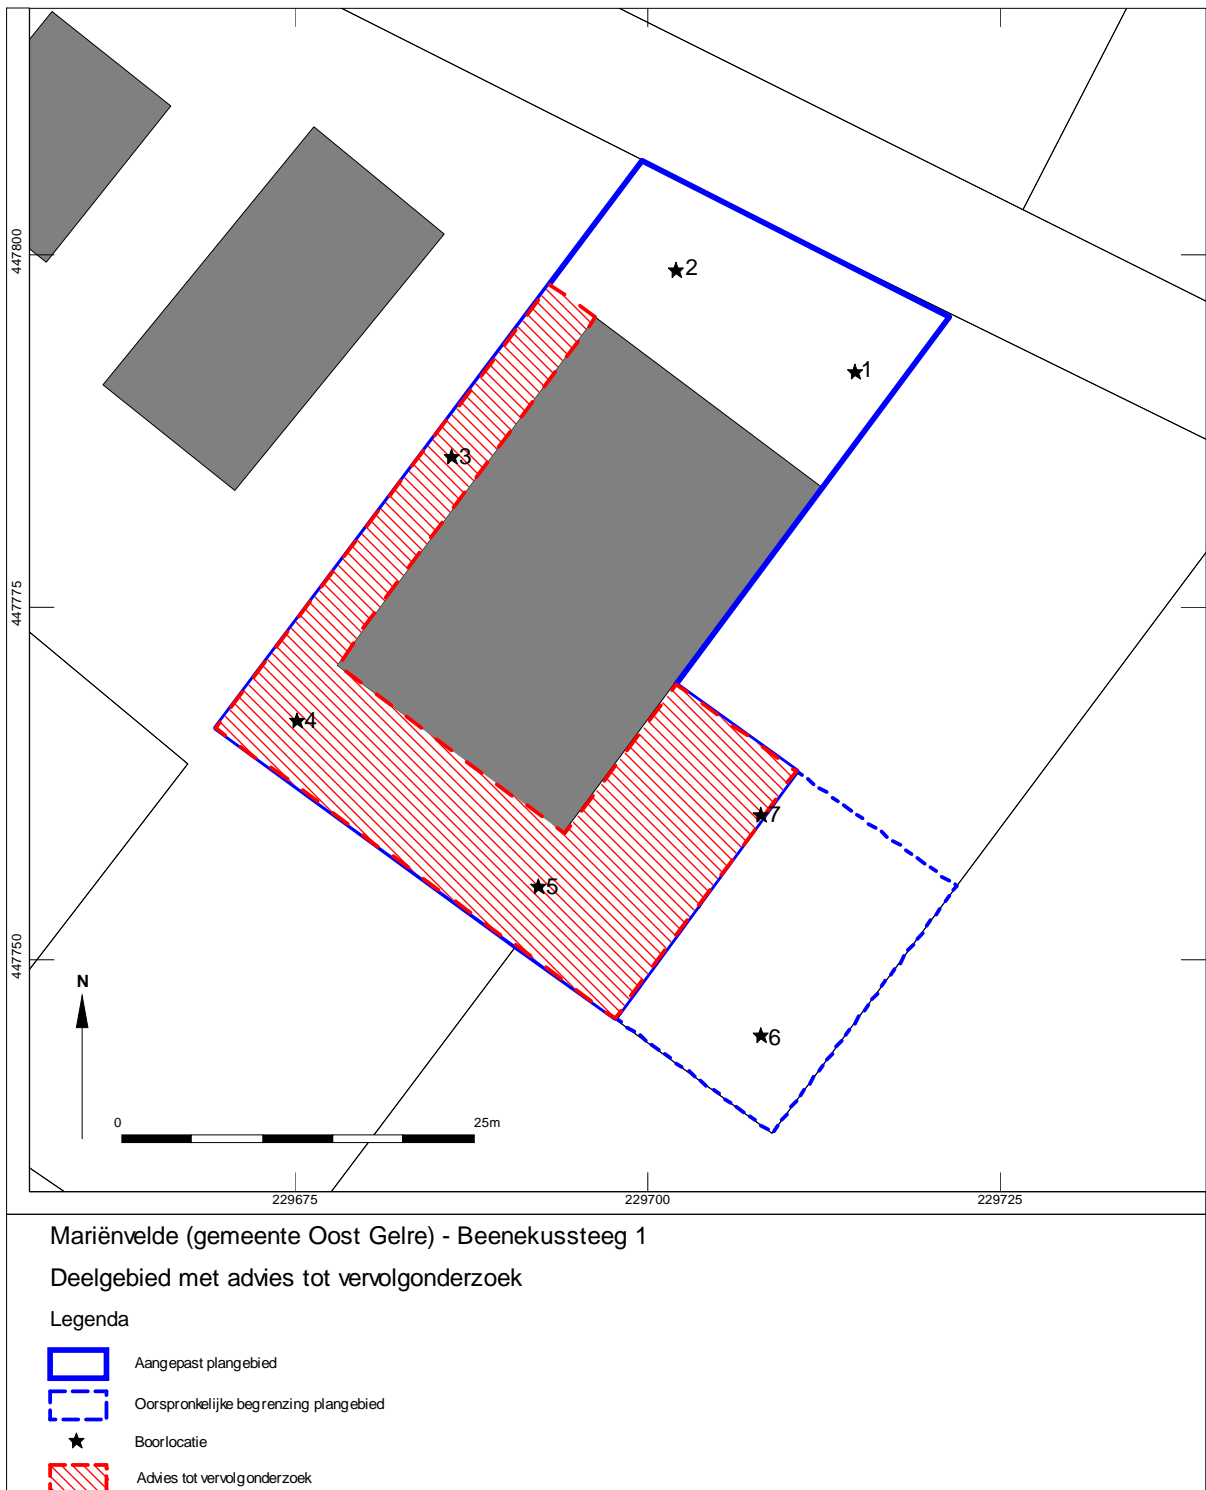 2
1
3
4
7
5
6
447800
447775
447750
N
0 25m
229675 229700 229725
Mariënvelde (gemeente Oost Gelre) - Beenekussteeg 1
Deelgebied met advies tot vervolgonderzoek
Legenda
Aangepast plangebied
Oorspronkelijke begrenzing plangebied
Boorlocatie
Advies tot vervolgonderzoek